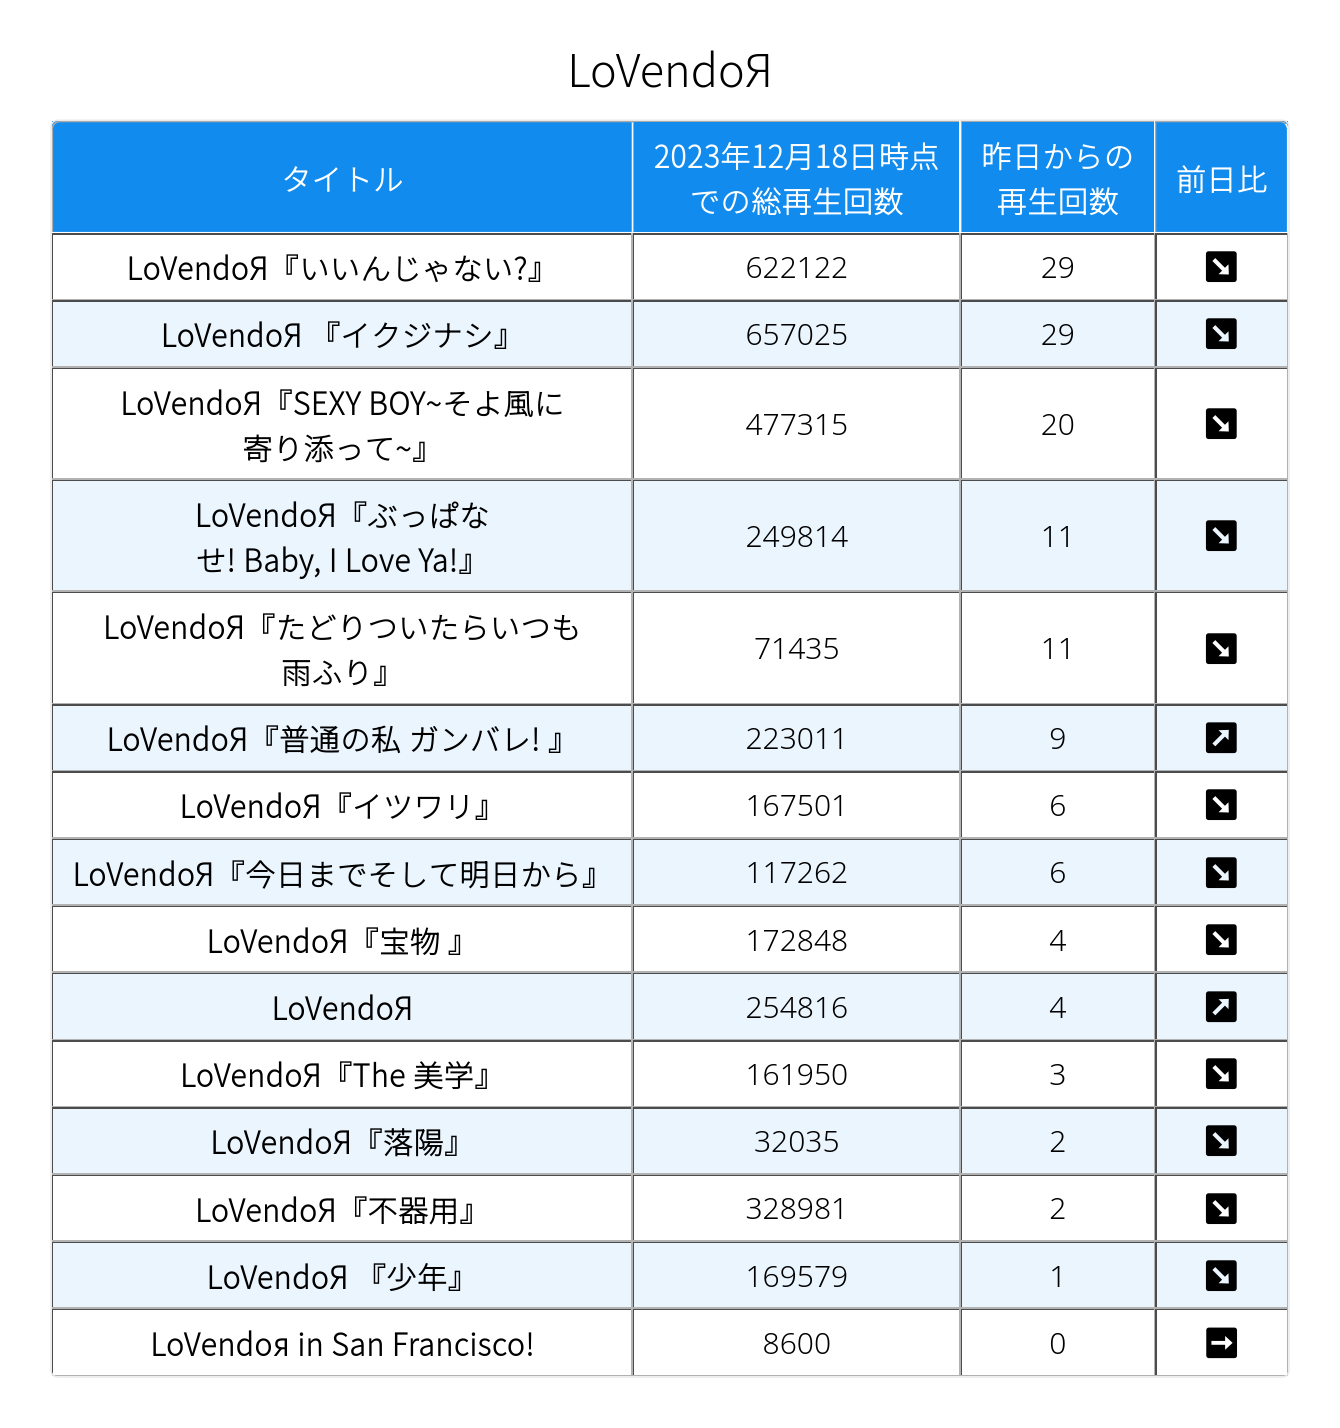 LoVendoЯ
タイトル
2023年12月18日時点
での総再生回数
昨日からの
再生回数
前日比
LoVendoЯ『いいんじゃない?』
622122
29
↘
LoVendoЯ 『イクジナシ』
657025
29
↘
LoVendoЯ『SEXY BOY~そよ風に
寄り添って~』
477315
20
↘
LoVendoЯ『ぶっぱな
せ! Baby, I Love Ya!』
249814
11
↘
LoVendoЯ『たどりついたらいつも
雨ふり』
71435
11
↘
LoVendoЯ『普通の私 ガンバレ! 』
223011
9
↗
LoVendoЯ『イツワリ』
167501
6
↘
LoVendoЯ『今日までそして明日から』
117262
6
↘
LoVendoЯ『宝物 』
172848
4
↘
LoVendoЯ
254816
4
↗
LoVendoЯ『The 美学』
161950
3
↘
LoVendoЯ『落陽』
32035
2
↘
LoVendoЯ『不器用』
328981
2
↘
LoVendoЯ 『少年』
169579
1
↘
LoVendoя in San Francisco!
8600
0
→